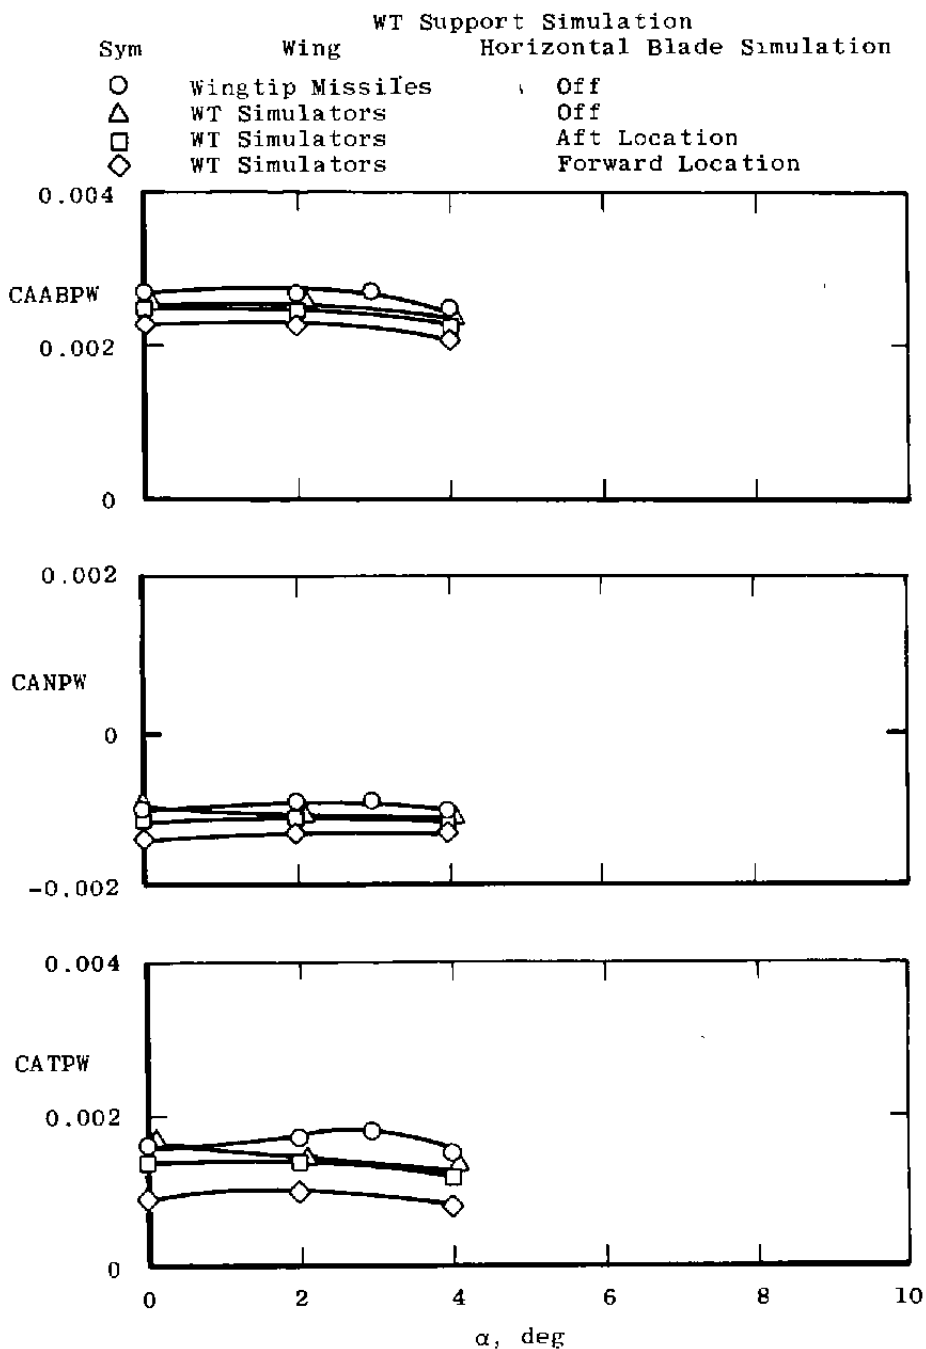 WT Support Simulation
Sym Wing Horizontal Blade Simulation
Wingtip Missiles Off
WT Simulators Off
WT Simulators Aft Location
WT Simulators Forward Location
0.004
CAABPW
0.002
0
0.002
CANPW
0
-0.002
0.004
CATPW
0.002
0
0 2 4 6 8 10
α, deg